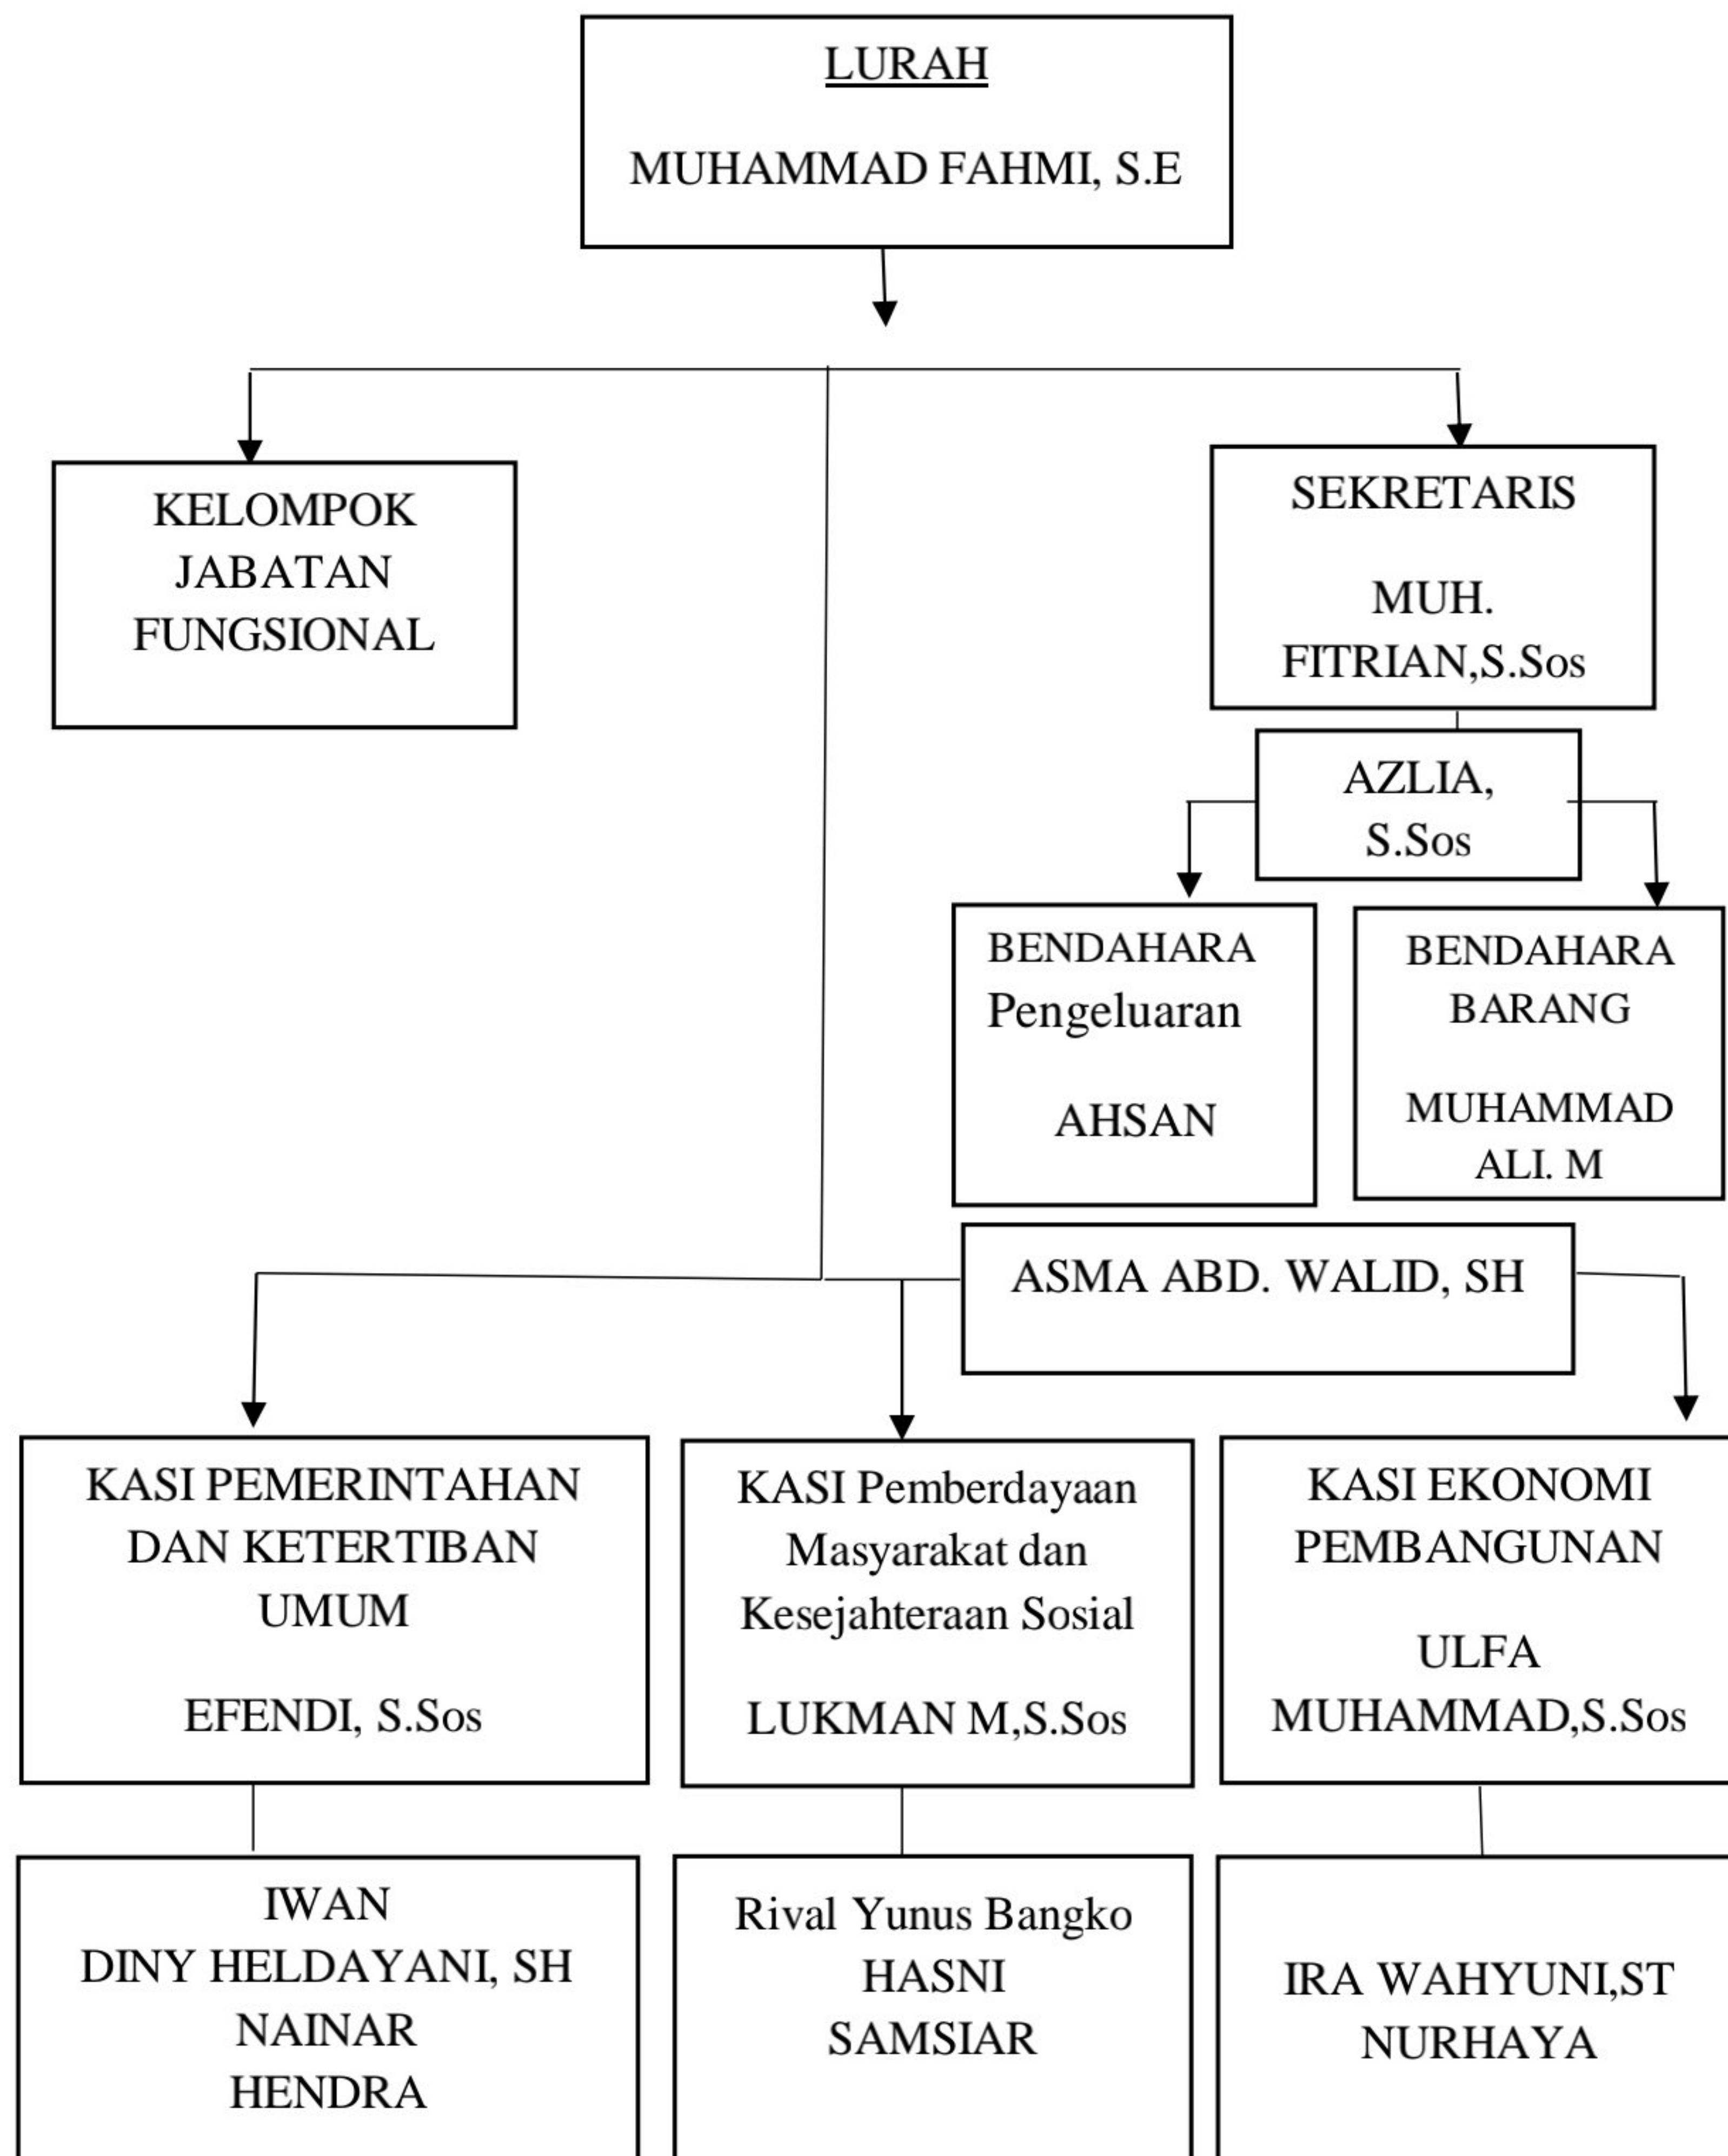 LURAH
MUHAMMAD FAHMI, S.E
KELOMPOK
JABATAN
FUNGSIONAL
SEKRETARIS
MUH.
FITRIAN,S.Sos
AZLIA,
S.Sos
BENDAHARA
Pengeluaran
AHSAN
BENDAHARA
BARANG
MUHAMMAD
ALI. M
ASMA ABD. WALID, SH
KASI PEMERINTAHAN
DAN KETERTIBAN
UMUM
EFENDI, S.Sos
KASI Pemberdayaan
Masyarakat dan
Kesejahteraan Sosial
LUKMAN M,S.Sos
KASI EKONOMI
PEMBANGUNAN
ULFA
MUHAMMAD,S.Sos
IWAN
DINY HELDAYANI, SH
NAINAR
HENDRA
Rival Yunus Bangko
HASNI
SAMSIAR
IRA WAHYUNI,ST
NURHAYA